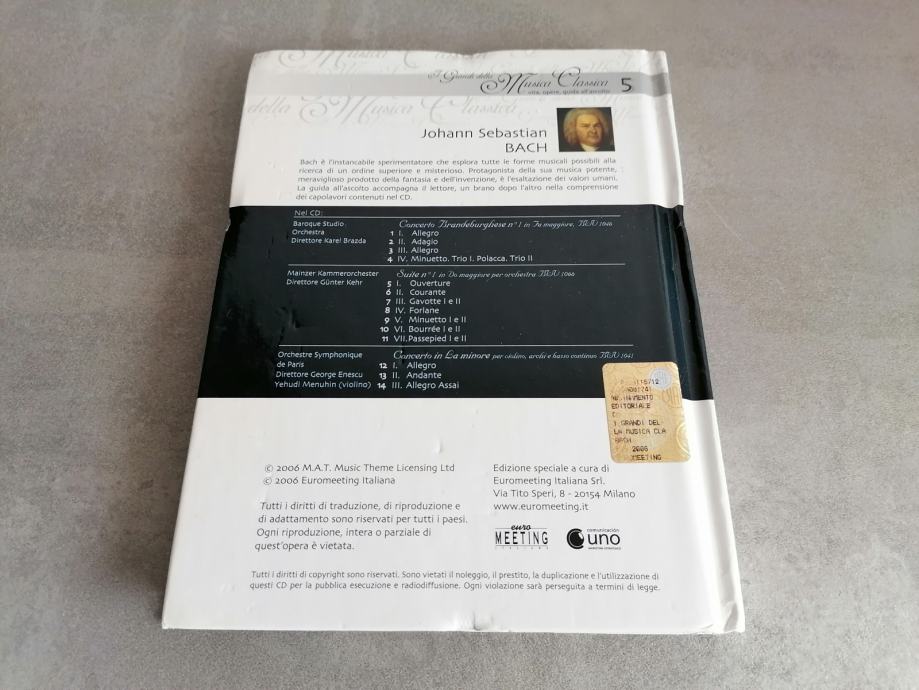 I Grandi della Musica Classica 5
vita, opere, guida all'ascolto
della Musica Classica
Johann Sebastian
BACH
Bach è l'instancabile sperimentatore che esplora tutte le forme musicali possibili alla
ricerca di un ordine superiore e misterioso. Protagonista della sua musica potente,
meraviglioso prodotto della fantasia e dell'invenzione, è l'esaltazione dei valori umani.
La guida all'ascolto accompagna il lettore, un brano dopo l'altro nella comprensione
dei capolavori contenuti nel CD.
Nel CD:
Baroque Studio
Orchestra
Direttore Karel Brazda
Concerto Brandeburghese n° 1 in Fa maggiore, BWV 1046
1 I. Allegro
2 II. Adagio
3 III. Allegro
4 IV. Minuetto. Trio I. Polacca. Trio II
Mainzer Kammerorchester
Direttore Günter Kehr
Suite n° 1 in Do maggiore per orchestra BWV 1066
5 I. Ouverture
6 II. Courante
7 III. Gavotte I e II
8 IV. Forlane
9 V. Minuetto I e II
10 VI. Bourrée I e II
11 VII. Passepied I e II
Orchestre Symphonique
de Paris
Direttore George Enescu
Yehudi Menuhin (violino)
Concerto in La minore per violino, archi e basso continuo BWV 1041
12 I. Allegro
13 II. Andante
14 III. Allegro Assai
EDITORIALE
I GRANDI DEL-
LA MUSICA CLA
BACH
2006
MEETING
© 2006 M.A.T. Music Theme Licensing Ltd
© 2006 Euromeeting Italiana
Tutti i diritti di traduzione, di riproduzione e
di adattamento sono riservati per tutti i paesi.
Ogni riproduzione, intera o parziale di
quest'opera è vietata.
Edizione speciale a cura di
Euromeeting Italiana Srl.
Via Tito Speri, 8 - 20154 Milano
www.euromeeting.it
euro
MEETING
ITALIANA
comunicación
uno
Tutti i diritti di copyright sono riservati. Sono vietati il noleggio, il prestito, la duplicazione e l'utilizzazione di
questi CD per la pubblica esecuzione e radiodiffusione. Ogni violazione sarà perseguita a termini di legge.